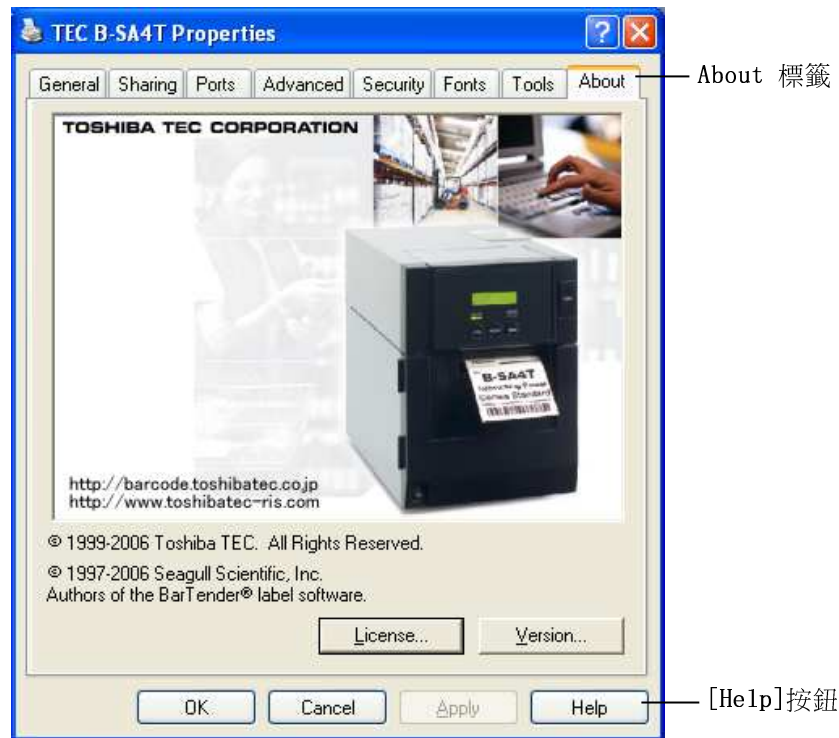 TEC B-SA4T Properties
General Sharing Ports Advanced Security Fonts Tools About
About 標籤
TOSHIBA TEC CORPORATION
B-SA4T
http://barcode.toshibatec.co.jp
http://www.toshibatec-ris.com
© 1999-2006 Toshiba TEC. All Rights Reserved.
© 1997-2006 Seagull Scientific, Inc.
Authors of the BarTender® label software.
License... Version...
OK Cancel Apply Help
[Help]按鈕